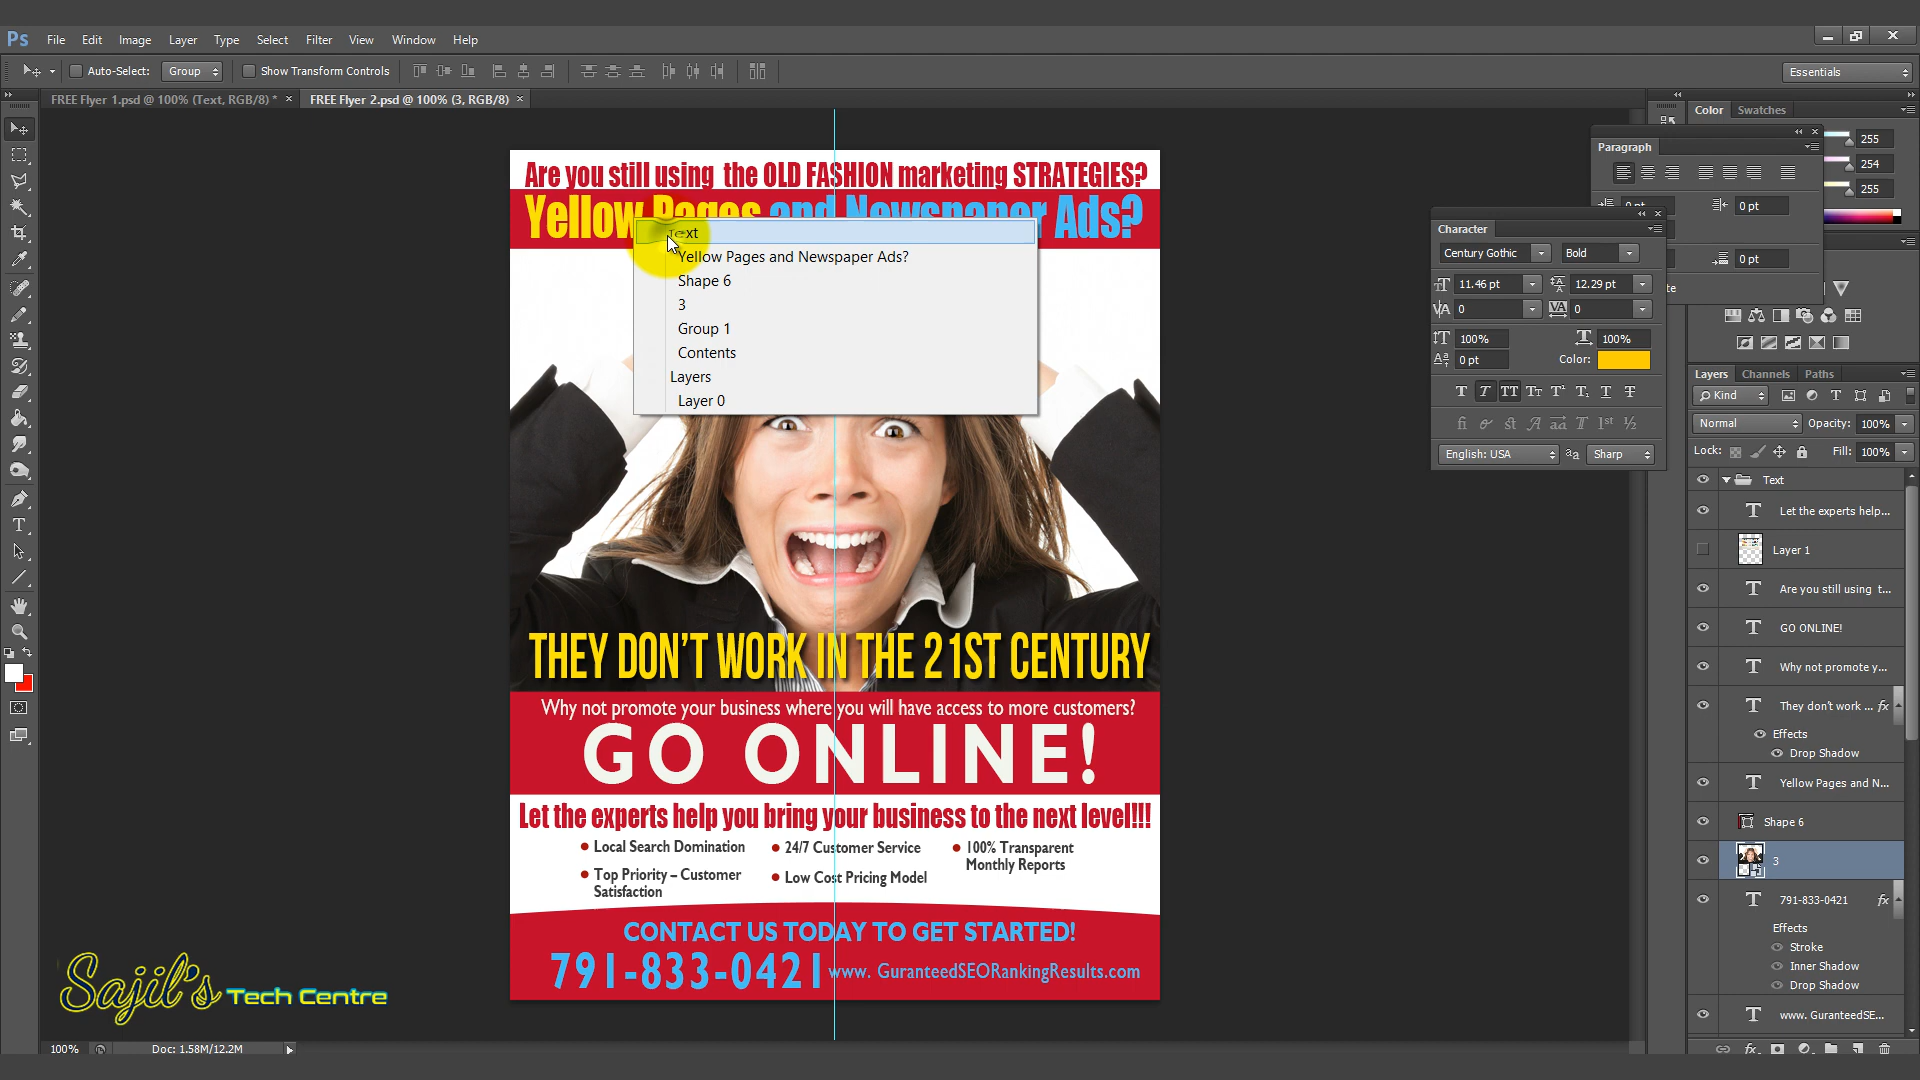 Ps File Edit Image Layer Type Select Filter View Window Help
Auto-Select: Group Show Transform Controls Essentials
FREE Flyer 1.psd @ 100% (Text, RGB/8) * × FREE Flyer 2.psd @ 100% (3, RGB/8) ×
Are you still using the OLD FASHION marketing STRATEGIES?
Yellow Pages and Newspaper Ads?
Text
Yellow Pages and Newspaper Ads?
Shape 6
3
Group 1
Contents
Layers
Layer 0
THEY DON'T WORK IN THE 21ST CENTURY
Why not promote your business where you will have access to more customers?
GO ONLINE!
Let the experts help you bring your business to the next level!!!
• Local Search Domination
• Top Priority – Customer
Satisfaction
• 24/7 Customer Service
• Low Cost Pricing Model
• 100% Transparent
Monthly Reports
CONTACT US TODAY TO GET STARTED!
791-833-0421 www. GuranteedSEORankingResults.com
Sajil's Tech Centre
100% Doc: 1.58M/12.2M
Color Swatches
255
254
255
Paragraph
0 pt
0 pt
Character
Century Gothic Bold
11.46 pt 12.29 pt
0 0
100% 100%
0 pt Color:
English: USA aa Sharp
Layers Channels Paths
Kind
Normal Opacity: 100%
Lock: Fill: 100%
Text
Let the experts help...
Layer 1
Are you still using t...
GO ONLINE!
Why not promote y...
They don't work ... fx
Effects
Drop Shadow
Yellow Pages and N...
Shape 6
3
791-833-0421 fx
Effects
Stroke
Inner Shadow
Drop Shadow
www. GuranteedSE...